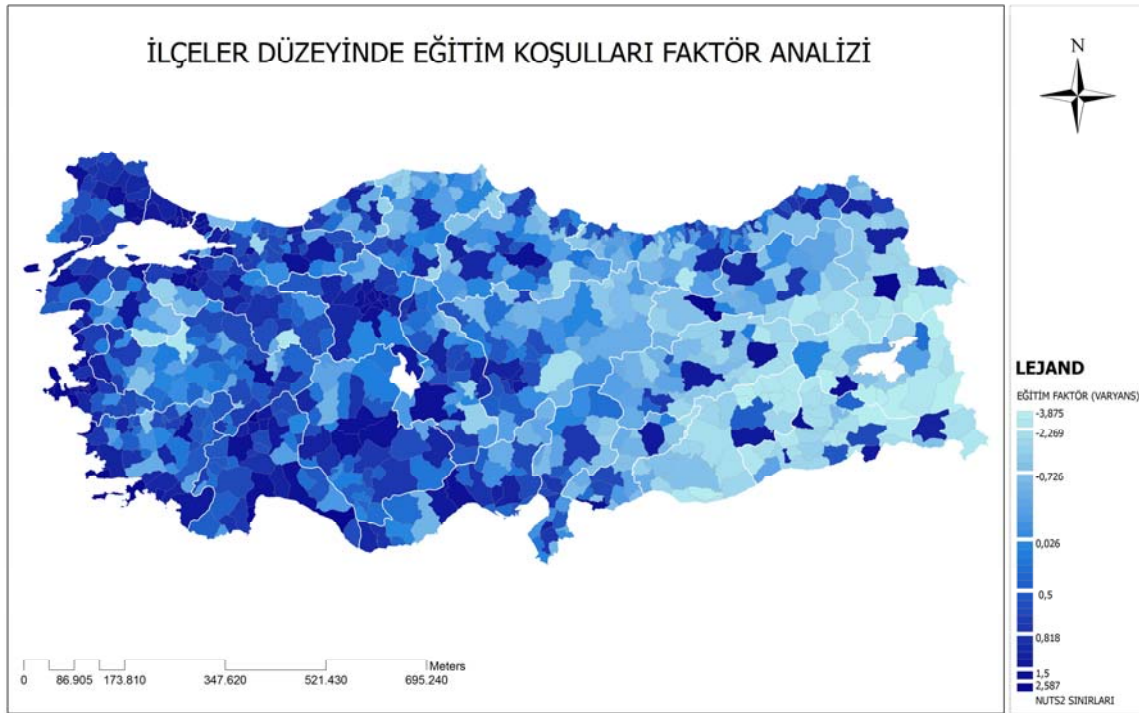 İLÇELER DÜZEYİNDE EĞİTİM KOŞULLARI FAKTÖR ANALİZİ
N
LEJAND
EĞİTİM FAKTÖR (VARYANS)
-3,875
-2,269
-0,726
0,026
0,5
0,818
1,5
2,587
NUTS2 SINIRLARI
Meters
0 86.905 173.810 347.620 521.430 695.240